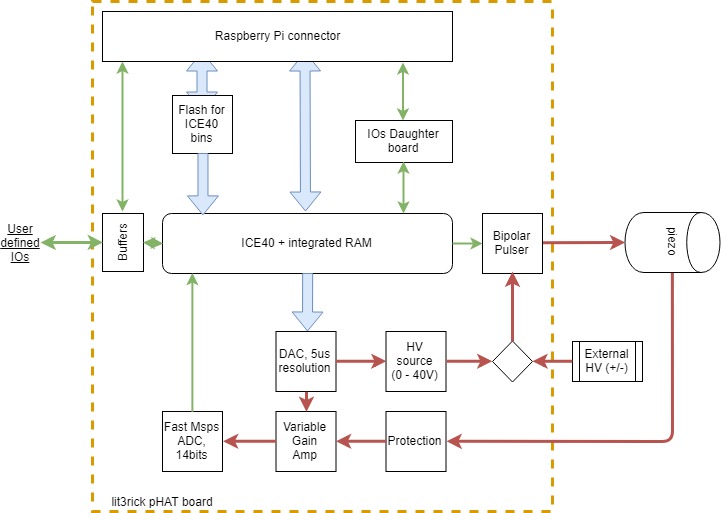 Raspberry Pi connector
Flash for
ICE40
bins
IOs Daughter
board
User
defined
IOs
Buffers
ICE40 + integrated RAM
Bipolar
Pulser
piezo
DAC, 5us
resolution
HV
source
(0 - 40V)
External
HV (+/-)
Fast Msps
ADC,
14bits
Variable
Gain
Amp
Protection
lit3rick pHAT board